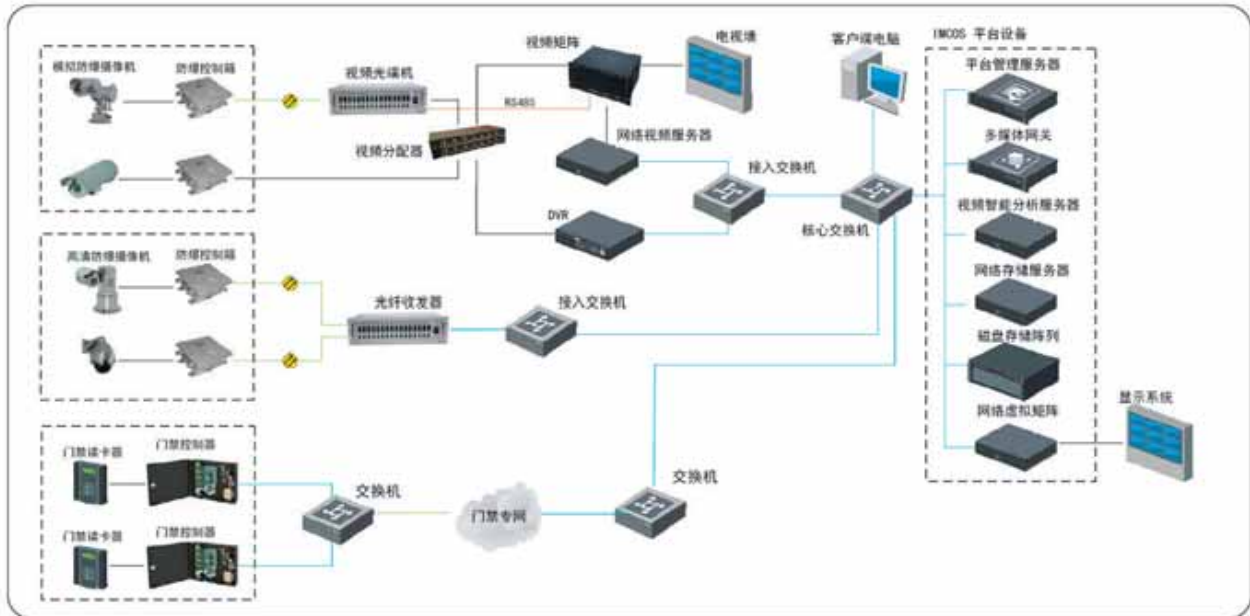 模拟防爆摄像机
防爆控制箱
视频光端机
RS485
视频分配器
视频矩阵
电视墙
网络视频服务器
DVR
接入交换机
客户端电脑
核心交换机
IMCOS 平台设备
平台管理服务器
多媒体网关
视频智能分析服务器
网络存储服务器
磁盘存储阵列
网络虚拟矩阵
显示系统
高清防爆摄像机
防爆控制箱
光纤收发器
接入交换机
门禁读卡器
门禁控制器
门禁读卡器
门禁控制器
交换机
门禁专网
交换机